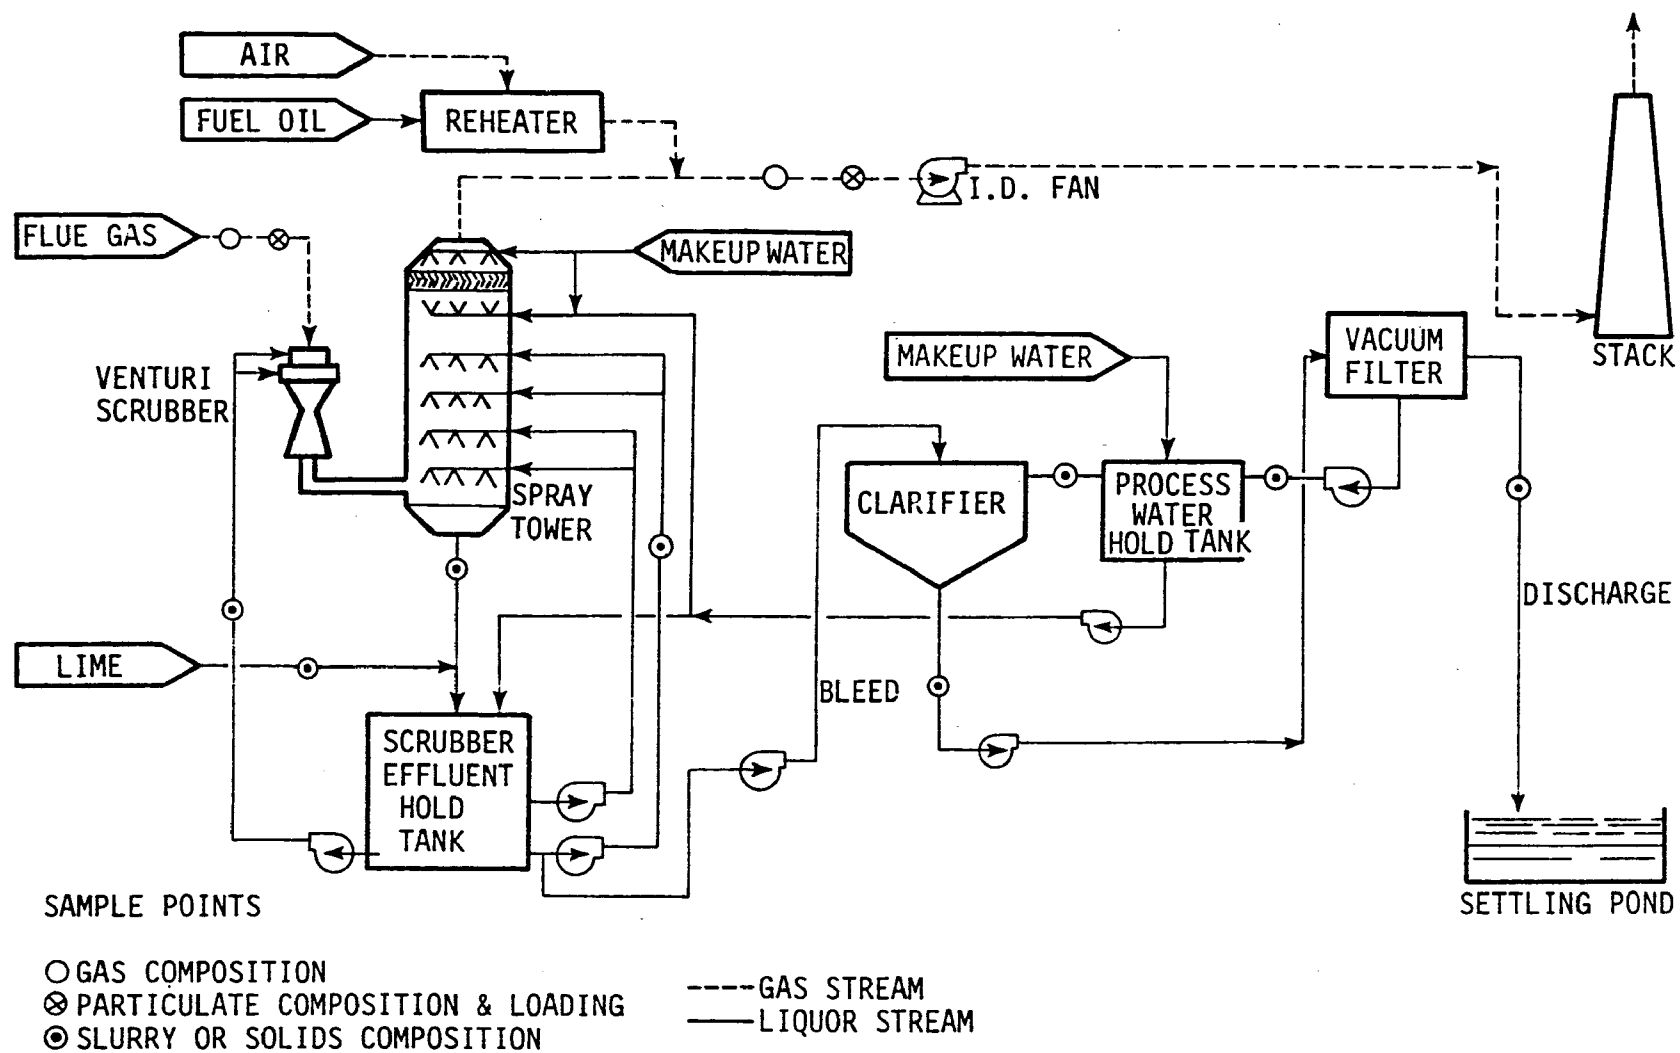 AIR
FUEL OIL
REHEATER
I.D. FAN
FLUE GAS
MAKEUP WATER
VENTURI
SCRUBBER
SPRAY
TOWER
MAKEUP WATER
VACUUM
FILTER
STACK
CLARIFIER
PROCESS
WATER
HOLD TANK
DISCHARGE
LIME
BLEED
SCRUBBER
EFFLUENT
HOLD
TANK
SETTLING POND
SAMPLE POINTS
GAS COMPOSITION
PARTICULATE COMPOSITION & LOADING
SLURRY OR SOLIDS COMPOSITION
GAS STREAM
LIQUOR STREAM